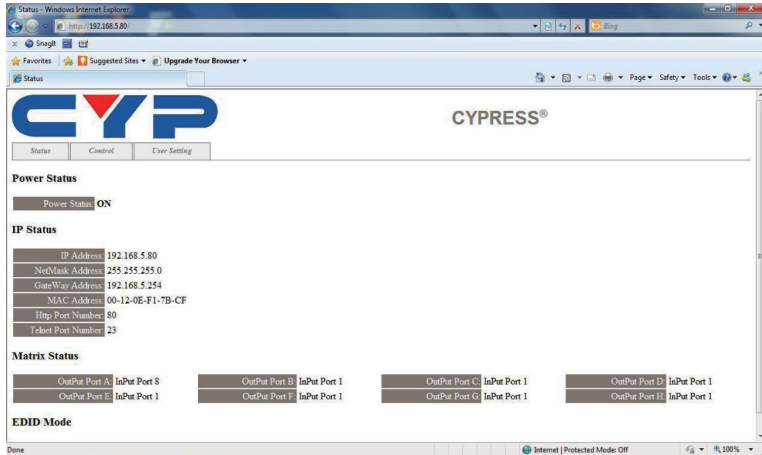 Status - Windows Internet Explorer
http://192.168.5.80/
Bing
x SnagIt
Favorites Suggested Sites Upgrade Your Browser
Status Page Safety Tools
CYP
CYPRESS®
Status Control User Setting
Power Status
Power Status: ON
IP Status
IP Address: 192.168.5.80
NetMask Address: 255.255.255.0
GateWay Address: 192.168.5.254
MAC Address: 00-12-0E-F1-7B-CF
Http Port Number: 80
Telnet Port Number: 23
Matrix Status
OutPut Port A: InPut Port 8 OutPut Port B: InPut Port 1 OutPut Port C: InPut Port 1 OutPut Port D: InPut Port 1
OutPut Port E: InPut Port 1 OutPut Port F: InPut Port 1 OutPut Port G: InPut Port 1 OutPut Port H: InPut Port 1
EDID Mode
Done Internet | Protected Mode: Off 100%